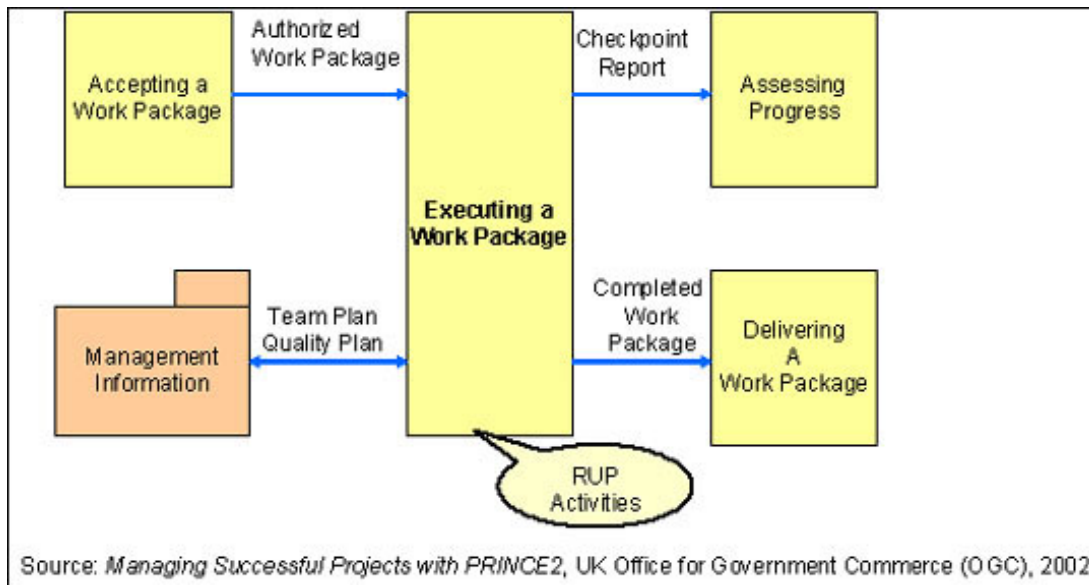 Authorized
Work Package
Checkpoint
Report
Accepting a
Work Package
Assessing
Progress
Executing a
Work Package
Team Plan
Quality Plan
Completed
Work
Package
Management
Information
Delivering
A
Work Package
RUP
Activities
Source: Managing Successful Projects with PRINCE2, UK Office for Government Commerce (OGC), 2002